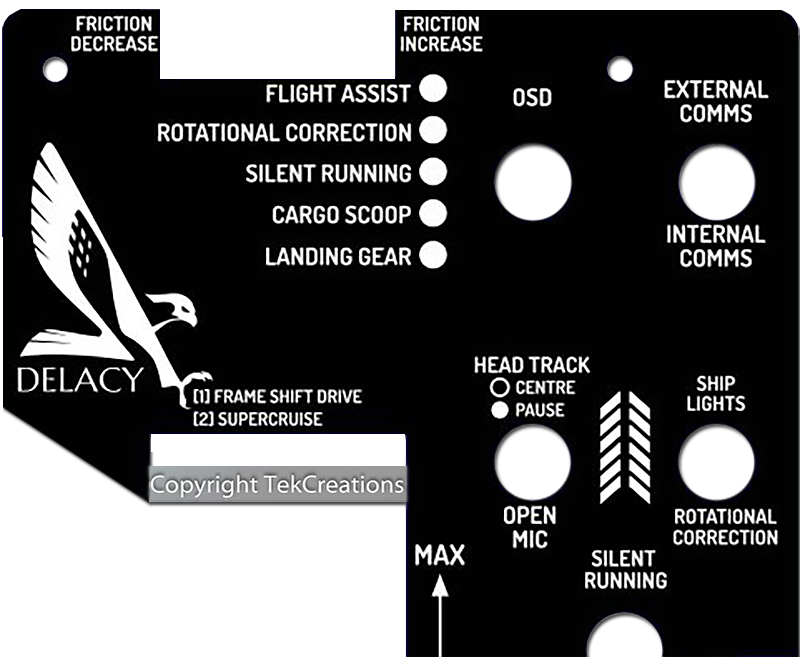 FRICTION
DECREASE
FRICTION
INCREASE
FLIGHT ASSIST
ROTATIONAL CORRECTION
SILENT RUNNING
CARGO SCOOP
LANDING GEAR
OSD
EXTERNAL
COMMS
INTERNAL
COMMS
DELACY
[1] FRAME SHIFT DRIVE
[2] SUPERCRUISE
Copyright TekCreations
HEAD TRACK
CENTRE
PAUSE
OPEN
MIC
SHIP
LIGHTS
ROTATIONAL
CORRECTION
MAX
SILENT
RUNNING